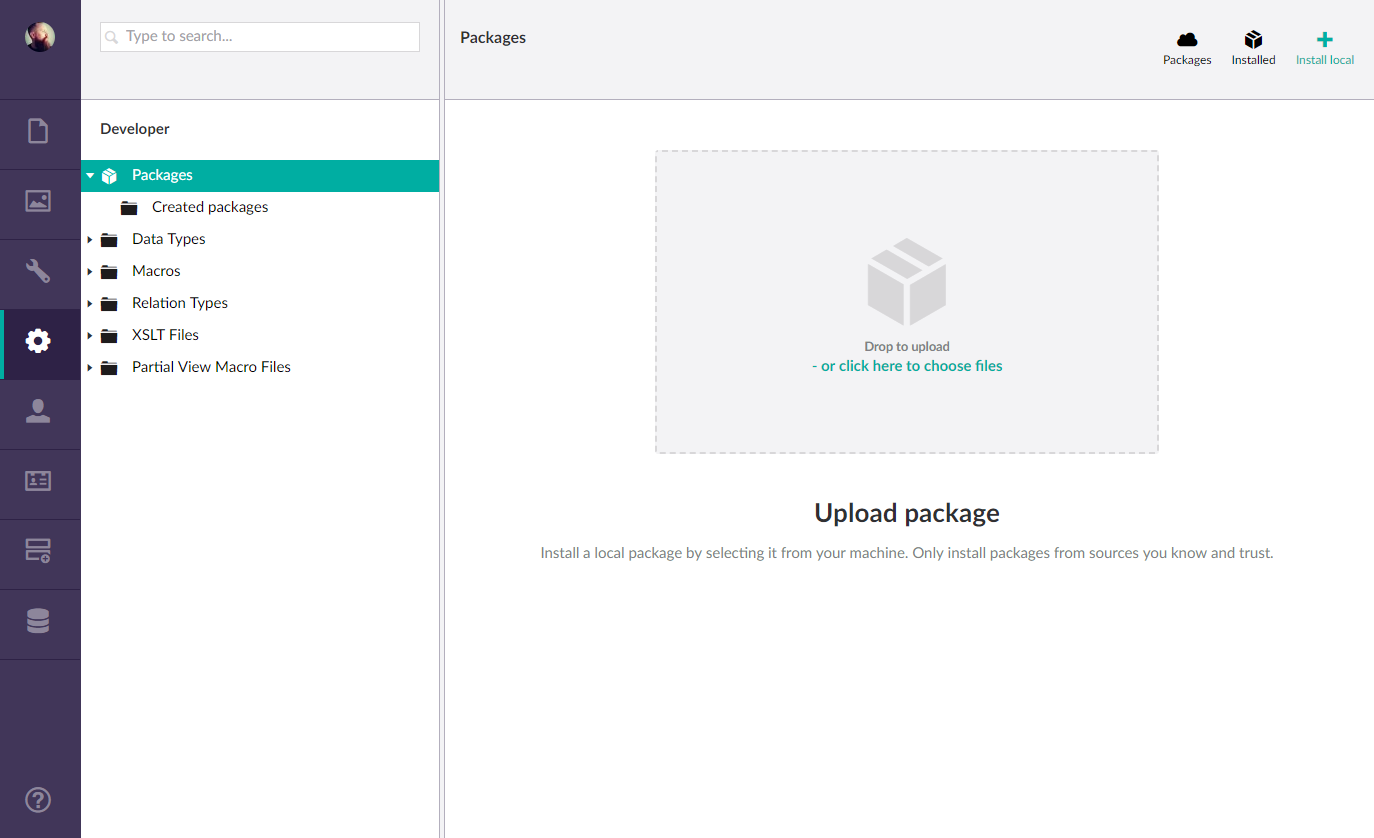 Type to search...
Packages
Packages
Installed
Install local
Developer
Packages
Created packages
Data Types
Macros
Relation Types
XSLT Files
Partial View Macro Files
Drop to upload
- or click here to choose files
Upload package
Install a local package by selecting it from your machine. Only install packages from sources you know and trust.